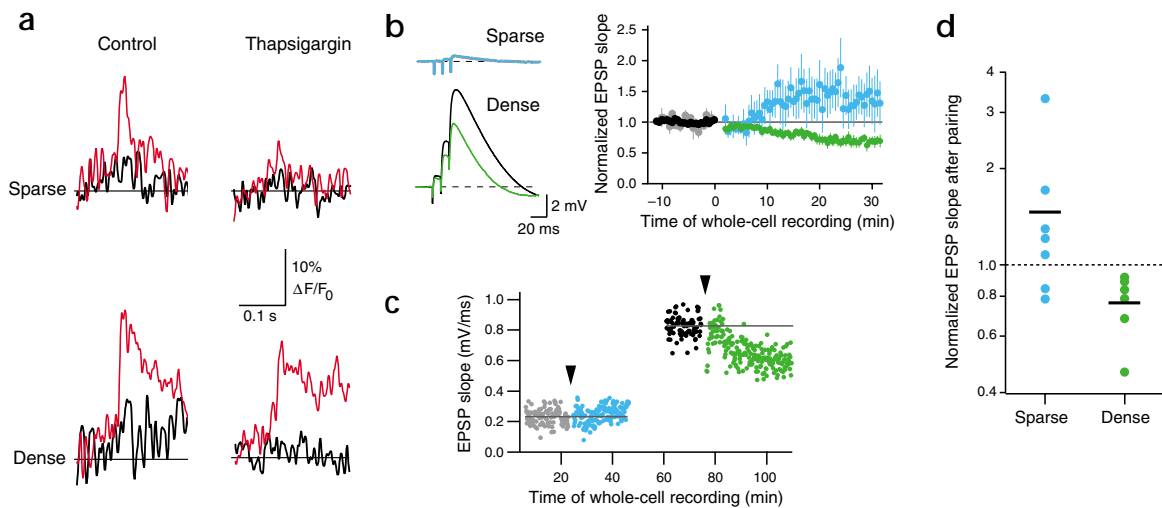 a
Control
Thapsigargin
Sparse
10%
ΔF/F0
0.1 s
Dense
b
Sparse
Dense
2 mV
20 ms
Normalized EPSP slope
2.5
2.0
1.5
1.0
0.5
0.0
−10
0
10
20
30
Time of whole-cell recording (min)
c
EPSP slope (mV/ms)
1.0
0.8
0.6
0.4
0.2
0.0
20
40
60
80
100
Time of whole-cell recording (min)
d
Normalized EPSP slope after pairing
4
3
2
1.0
0.8
0.6
0.4
Sparse
Dense